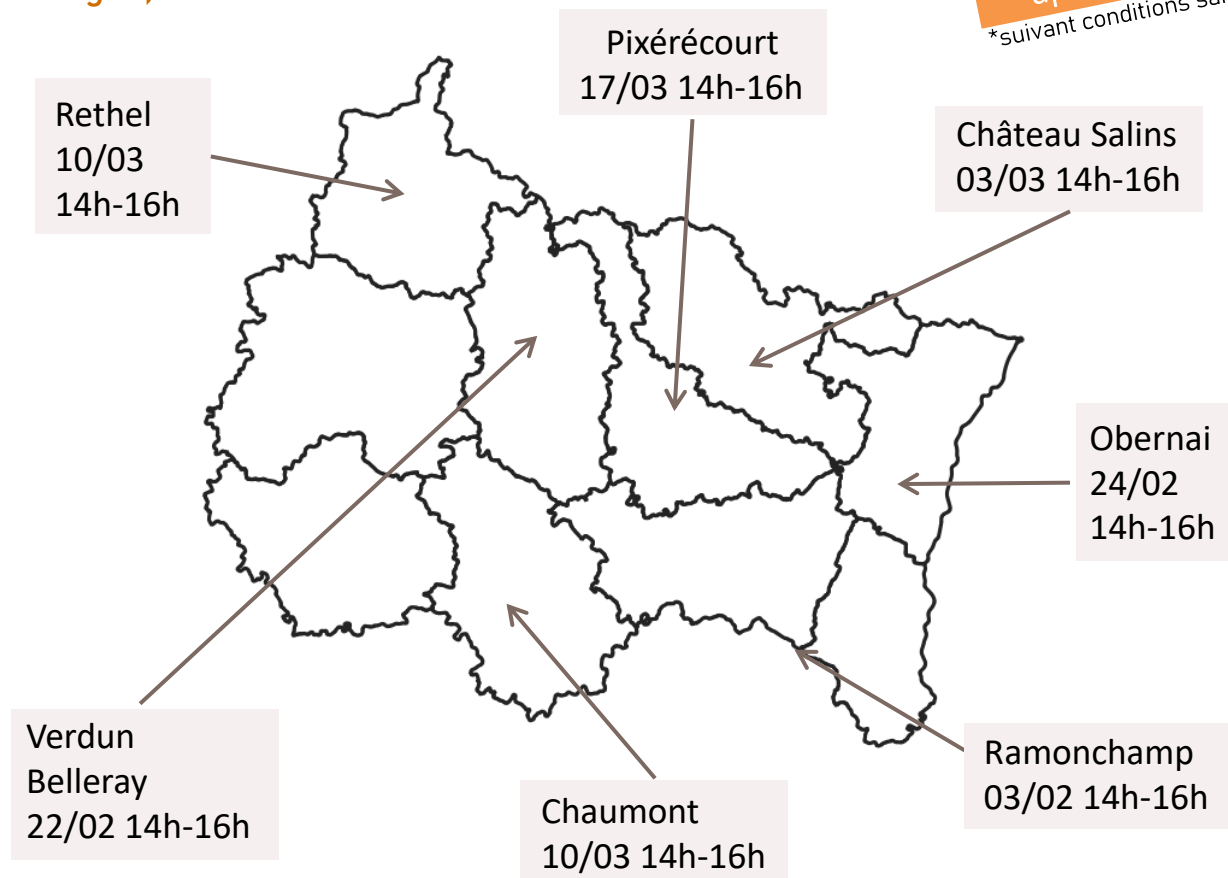 *suivant conditions
Pixérécourt
17/03 14h-16h
Rethel
10/03
14h-16h
Château Salins
03/03 14h-16h
Obernai
24/02
14h-16h
Verdun
Belleray
22/02 14h-16h
Chaumont
10/03 14h-16h
Ramonchamp
03/02 14h-16h